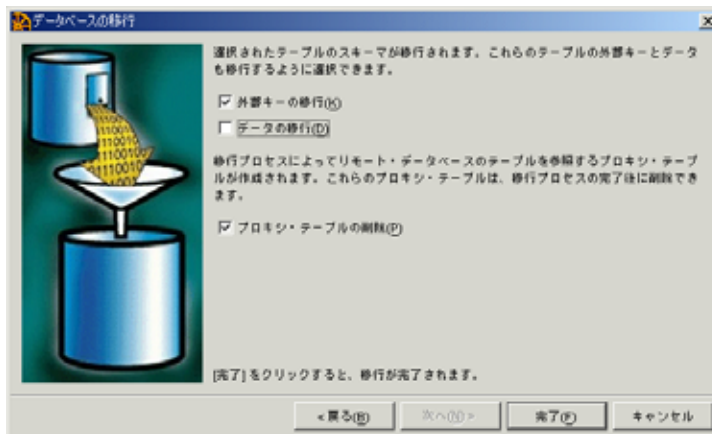 データベースの移行
選択されたテーブルのスキーマが移行されます。これらのテーブルの外部キーとデータ
も移行するように選択できます。
外部キーの移行(K)
データの移行(D)
移行プロセスによってリモート・データベースのテーブルを参照するプロキシ・テーブ
ルが作成されます。これらのプロキシ・テーブルは、移行プロセスの完了後に削除でき
ます。
プロキシ・テーブルの削除(P)
[完了]をクリックすると、移行が完了されます。
<戻る(B)
次へ(N)>
完了(F)
キャンセル